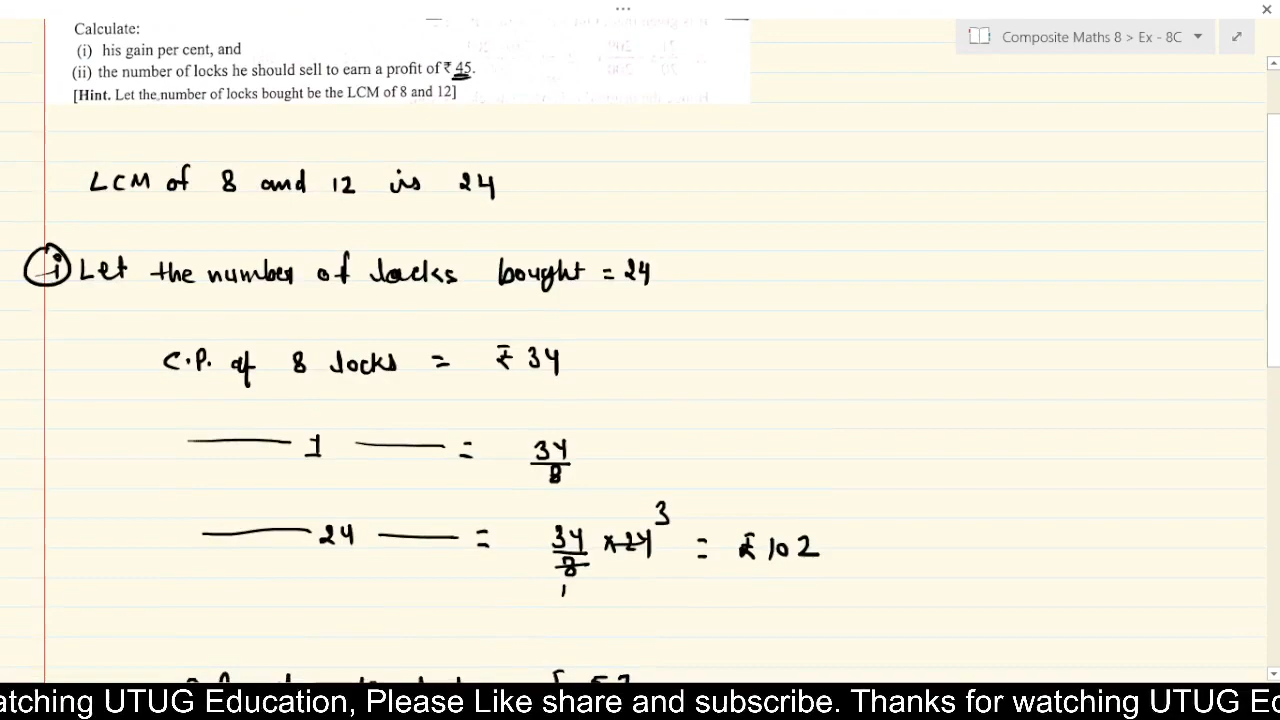 Calculate:
Composite Maths 8 > Ex - 8C
(i) his gain per cent, and
(ii) the number of locks he should sell to earn a profit of ₹ 45.
[Hint. Let the number of locks bought be the LCM of 8 and 12]
LCM of 8 and 12 is 24
(i) Let the number of locks bought = 24
C.P. of 8 locks = ₹ 34
—— 1 —— = 34/8
—— 24 —— = 34/8 × 24 3 = ₹ 102
1
atching UTUG Education, Please Like share and subscribe. Thanks for watching UTUG Ed